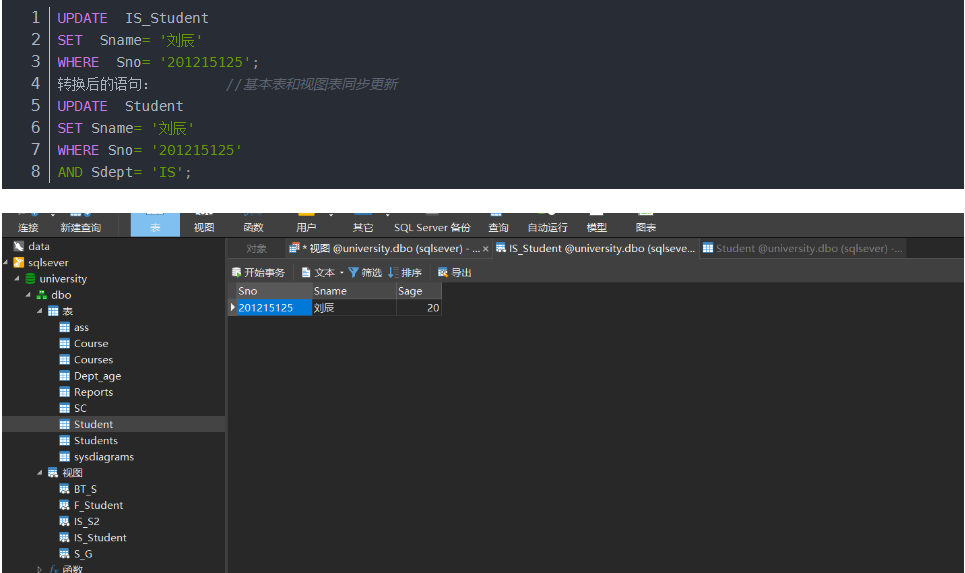 1 UPDATE  IS_Student
2 SET  Sname= '刘辰'
3 WHERE  Sno= '201215125';
4 转换后的语句：  //基本表和视图表同步更新
5 UPDATE  Student
6 SET Sname= '刘辰'
7 WHERE Sno= '201215125'
8 AND Sdept= 'IS';
连接 新建查询 表 视图 函数 用户 其它 SQL Server 备份 查询 自动运行 模型 图表
对象 * 视图 @university.dbo (sqlsever) - ... × IS_Student @university.dbo (sqlseve... Student @university.dbo (sqlsever) -...
开始事务 文本 筛选 排序 导出
Sno Sname Sage
201215125 刘辰 20
data
sqlsever
university
dbo
表
ass
Course
Courses
Dept_age
Reports
SC
Student
Students
sysdiagrams
视图
BT_S
F_Student
IS_S2
IS_Student
S_G
fx 函数